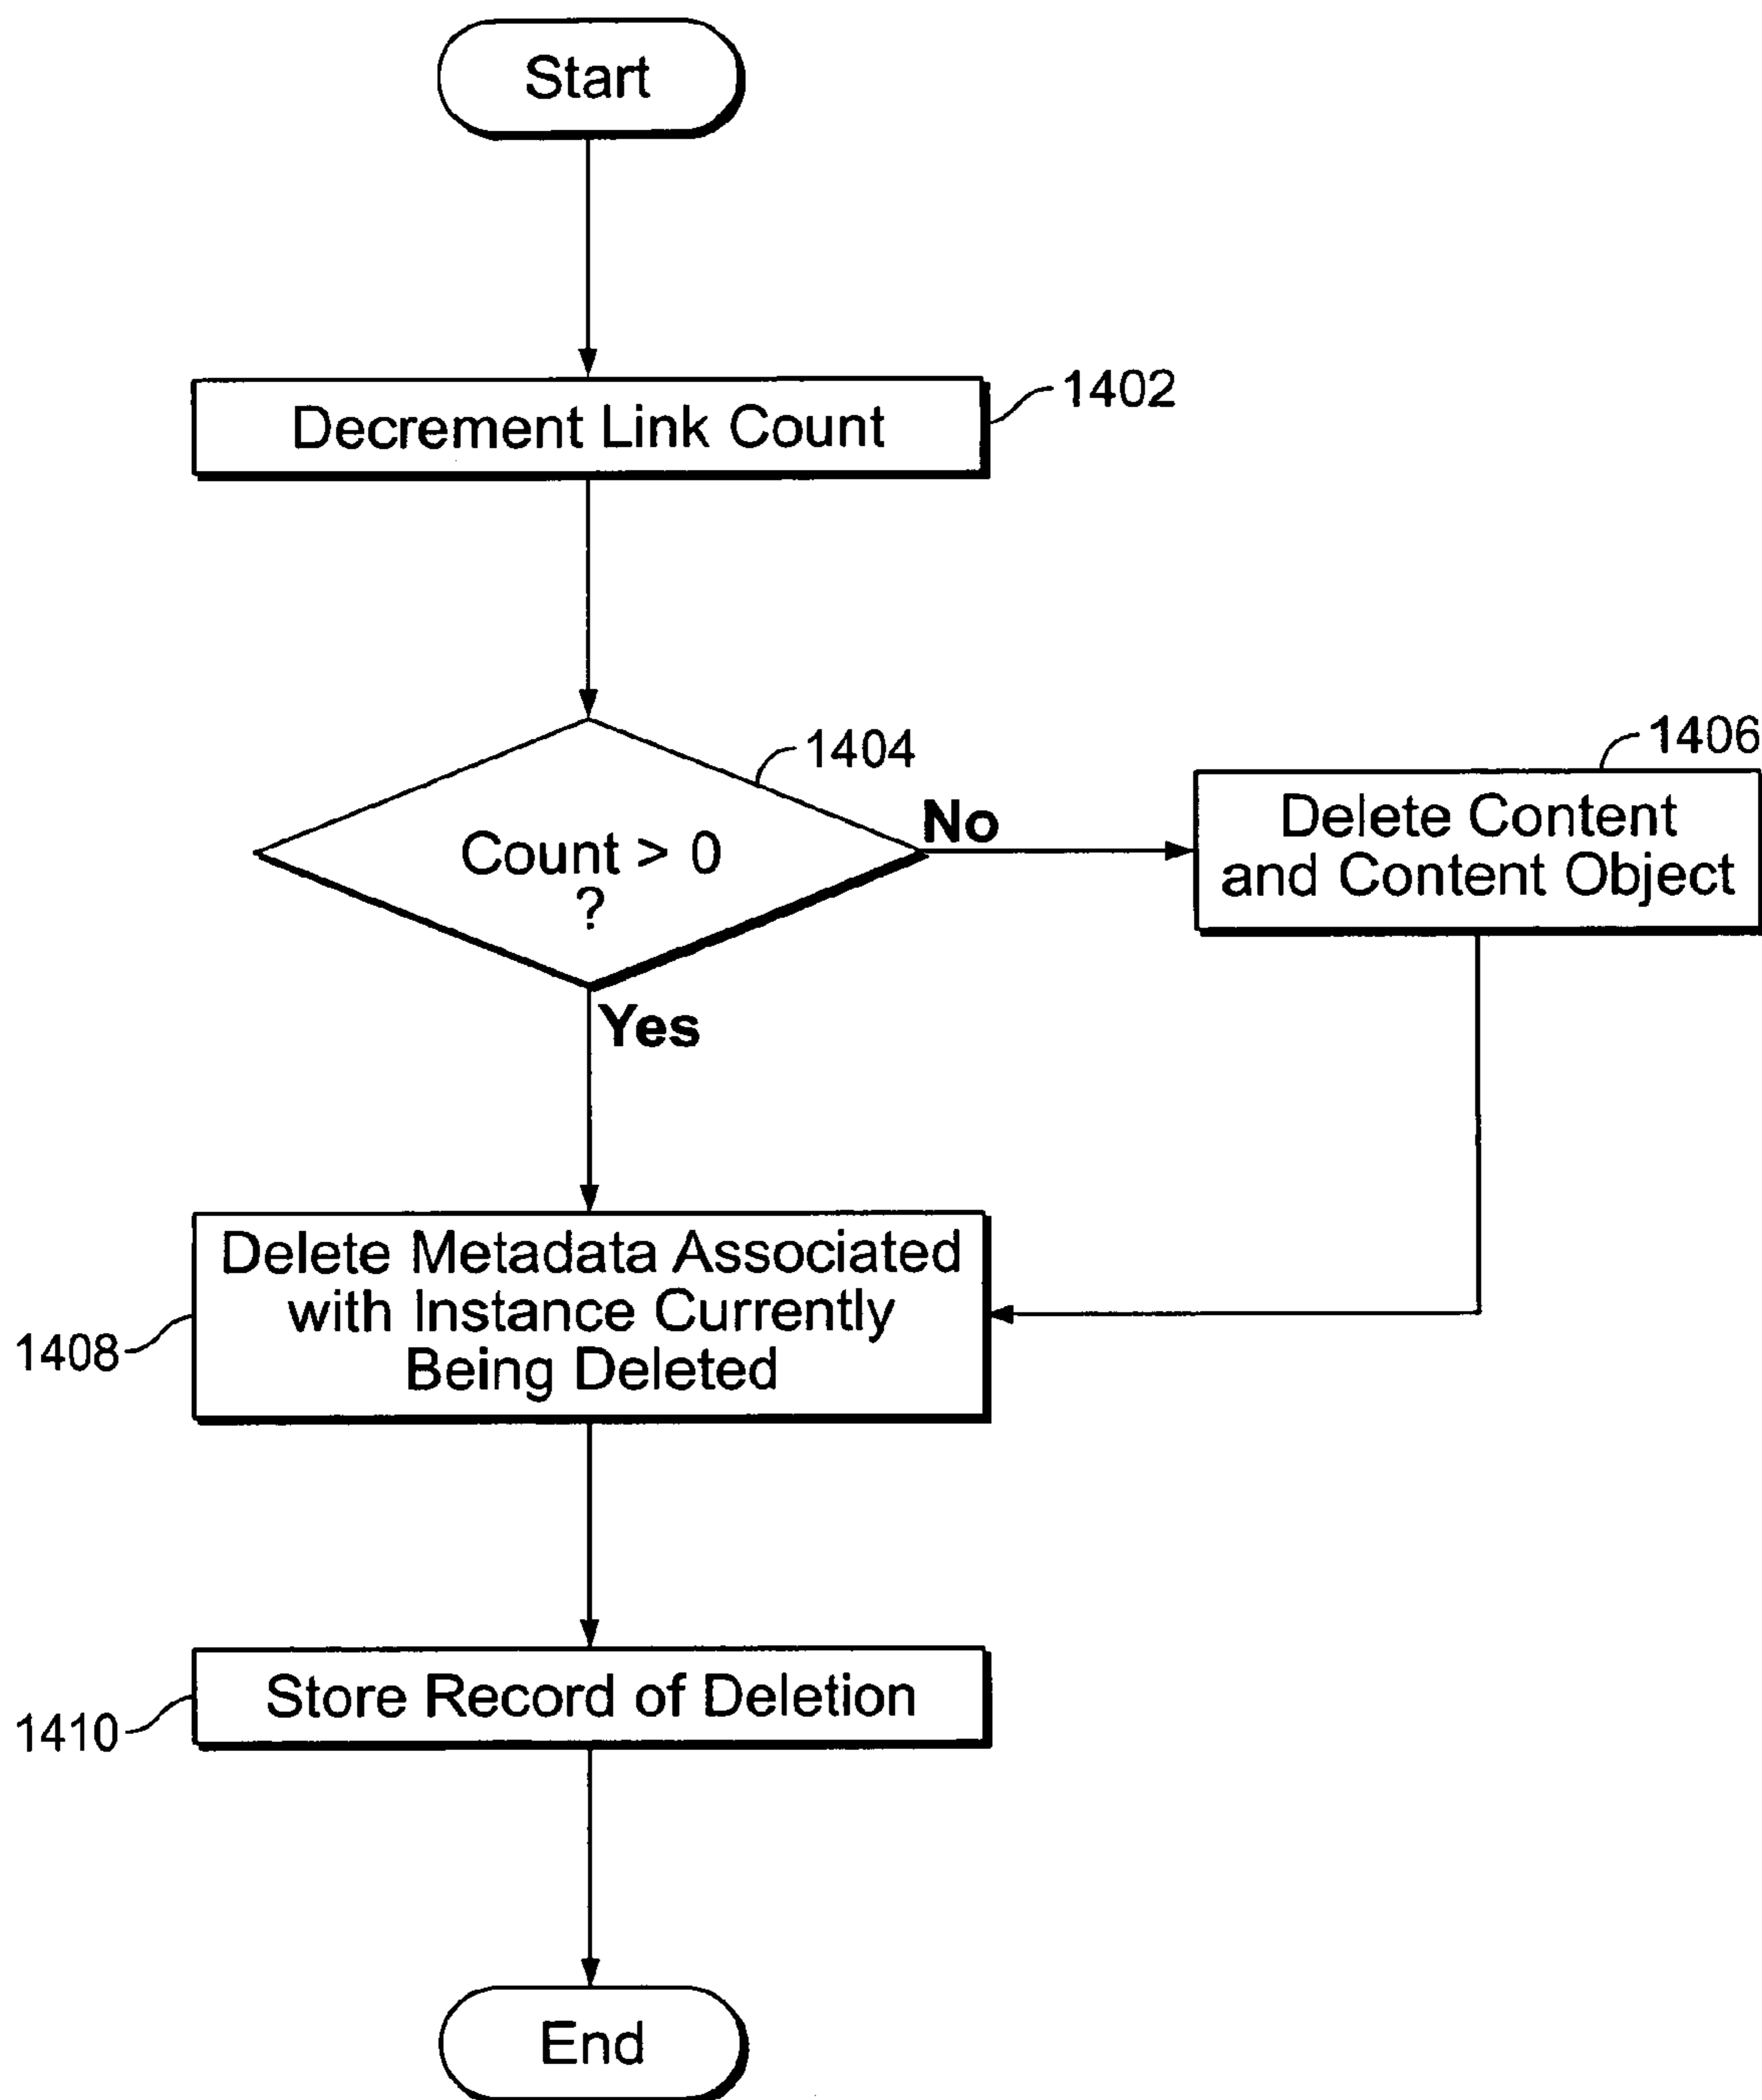 Start
Decrement Link Count
1402
1404
Count > 0
?
No
1406
Delete Content
and Content Object
Yes
Delete Metadata Associated
with Instance Currently
Being Deleted
1408
Store Record of Deletion
1410
End